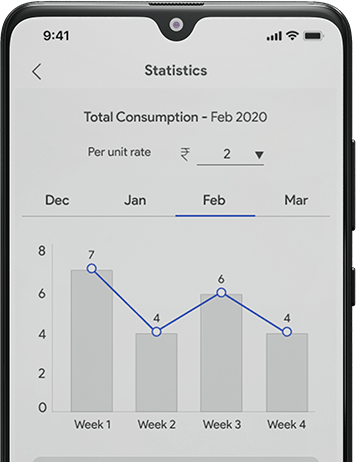 9:41
Statistics
Total Consumption - Feb 2020
Per unit rate ₹ 2
Dec Jan Feb Mar
8
7
6
6
4
4
4
2
0
Week 1 Week 2 Week 3 Week 4